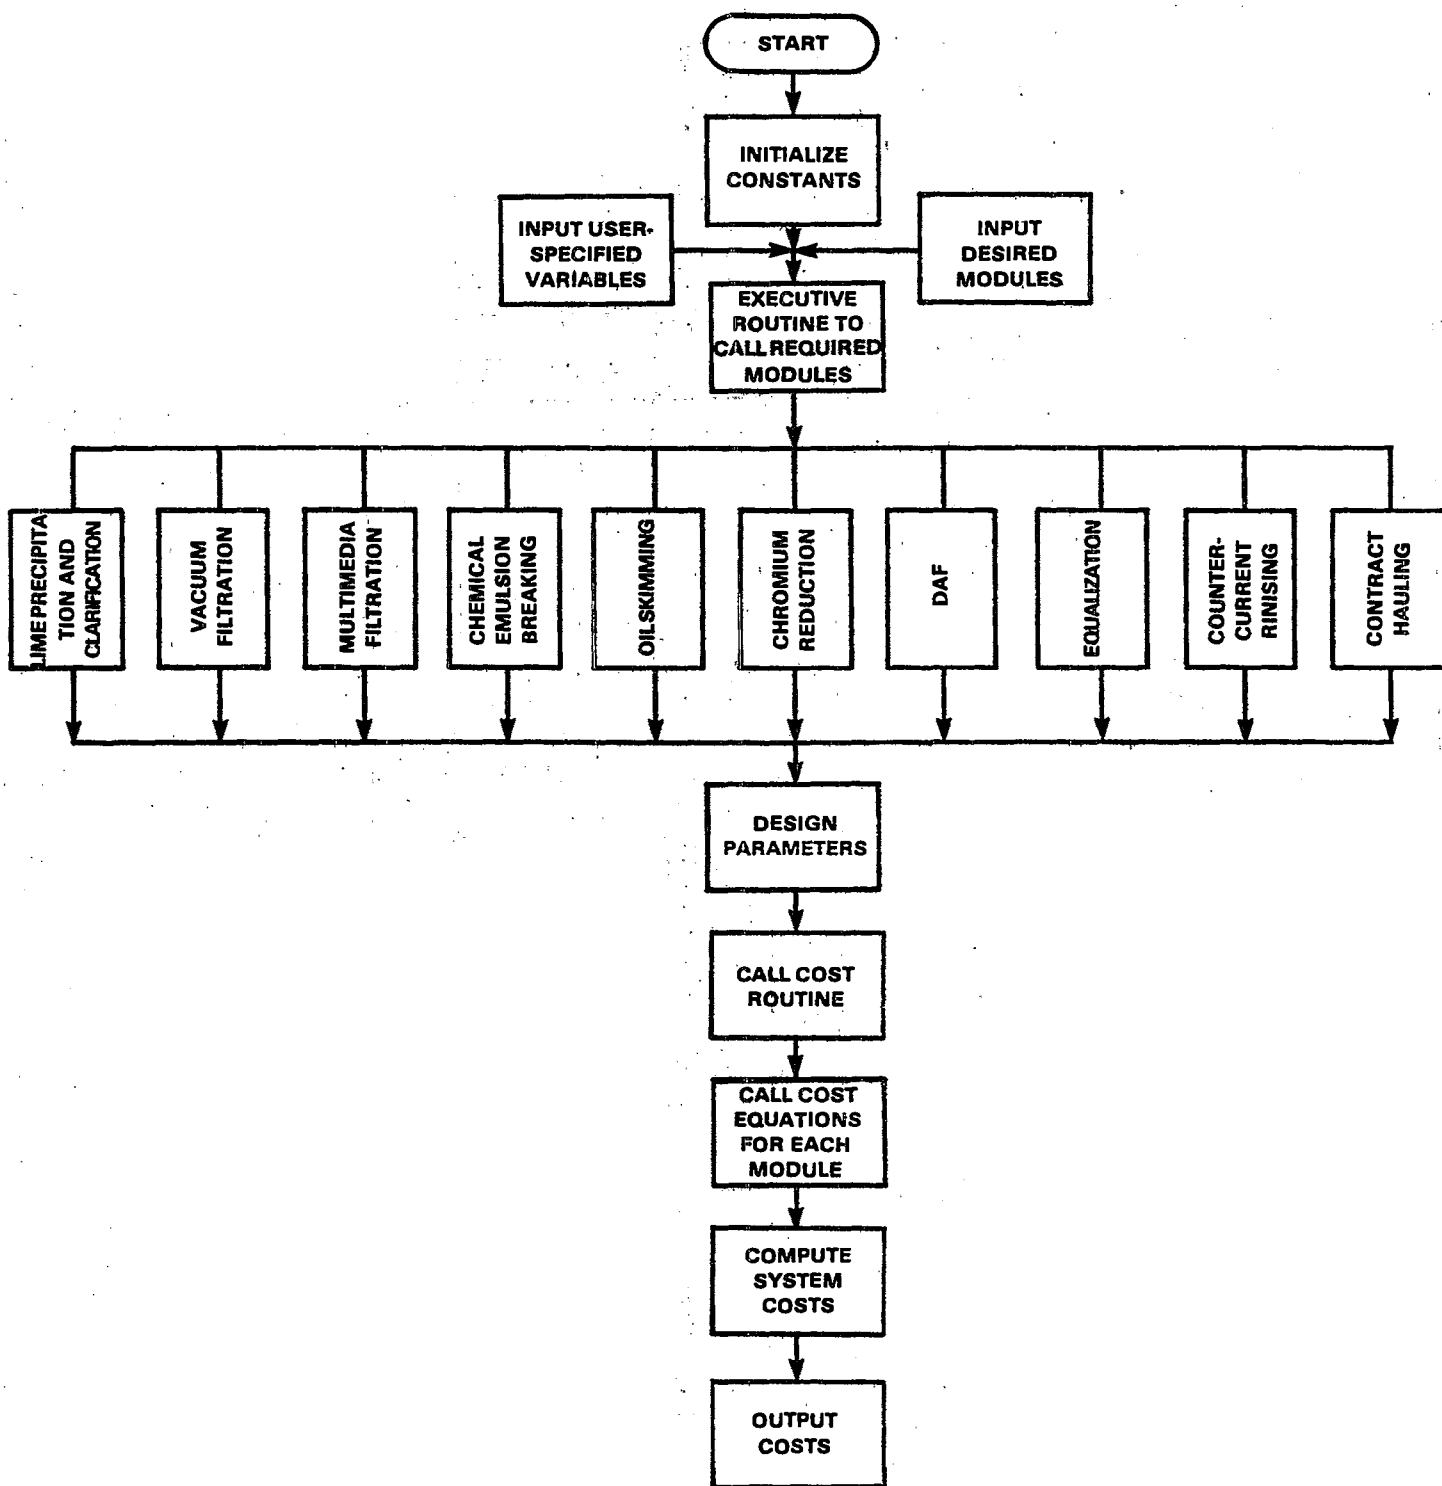 START
INITIALIZE
CONSTANTS
INPUT USER-
SPECIFIED
VARIABLES
INPUT
DESIRED
MODULES
EXECUTIVE
ROUTINE TO
CALL REQUIRED
MODULES
LIME PRECIPITA
TION AND
CLARIFICATION
VACUUM
FILTRATION
MULTIMEDIA
FILTRATION
CHEMICAL
EMULSION
BREAKING
OIL SKIMMING
CHROMIUM
REDUCTION
DAF
EQUALIZATION
COUNTER-
CURRENT
RINISING
CONTRACT
HAULING
DESIGN
PARAMETERS
CALL COST
ROUTINE
CALL COST
EQUATIONS
FOR EACH
MODULE
COMPUTE
SYSTEM
COSTS
OUTPUT
COSTS